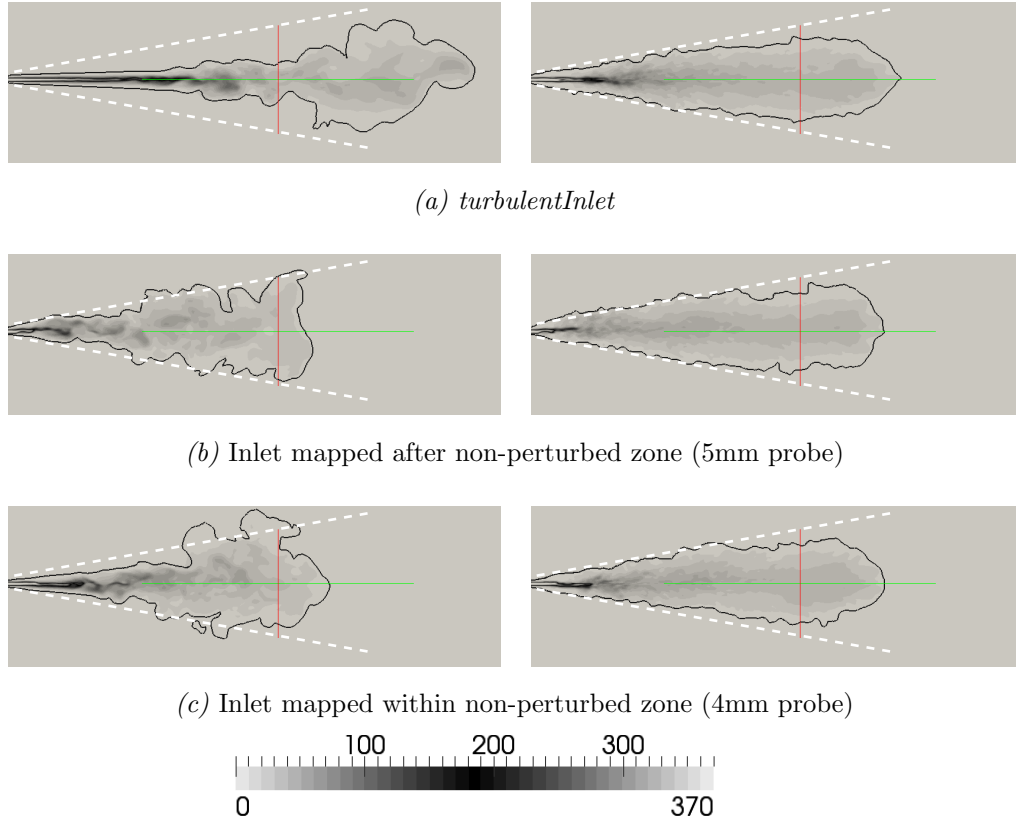 (a) turbulentInlet
(b) Inlet mapped after non-perturbed zone (5mm probe)
(c) Inlet mapped within non-perturbed zone (4mm probe)
100 200 300
0 370